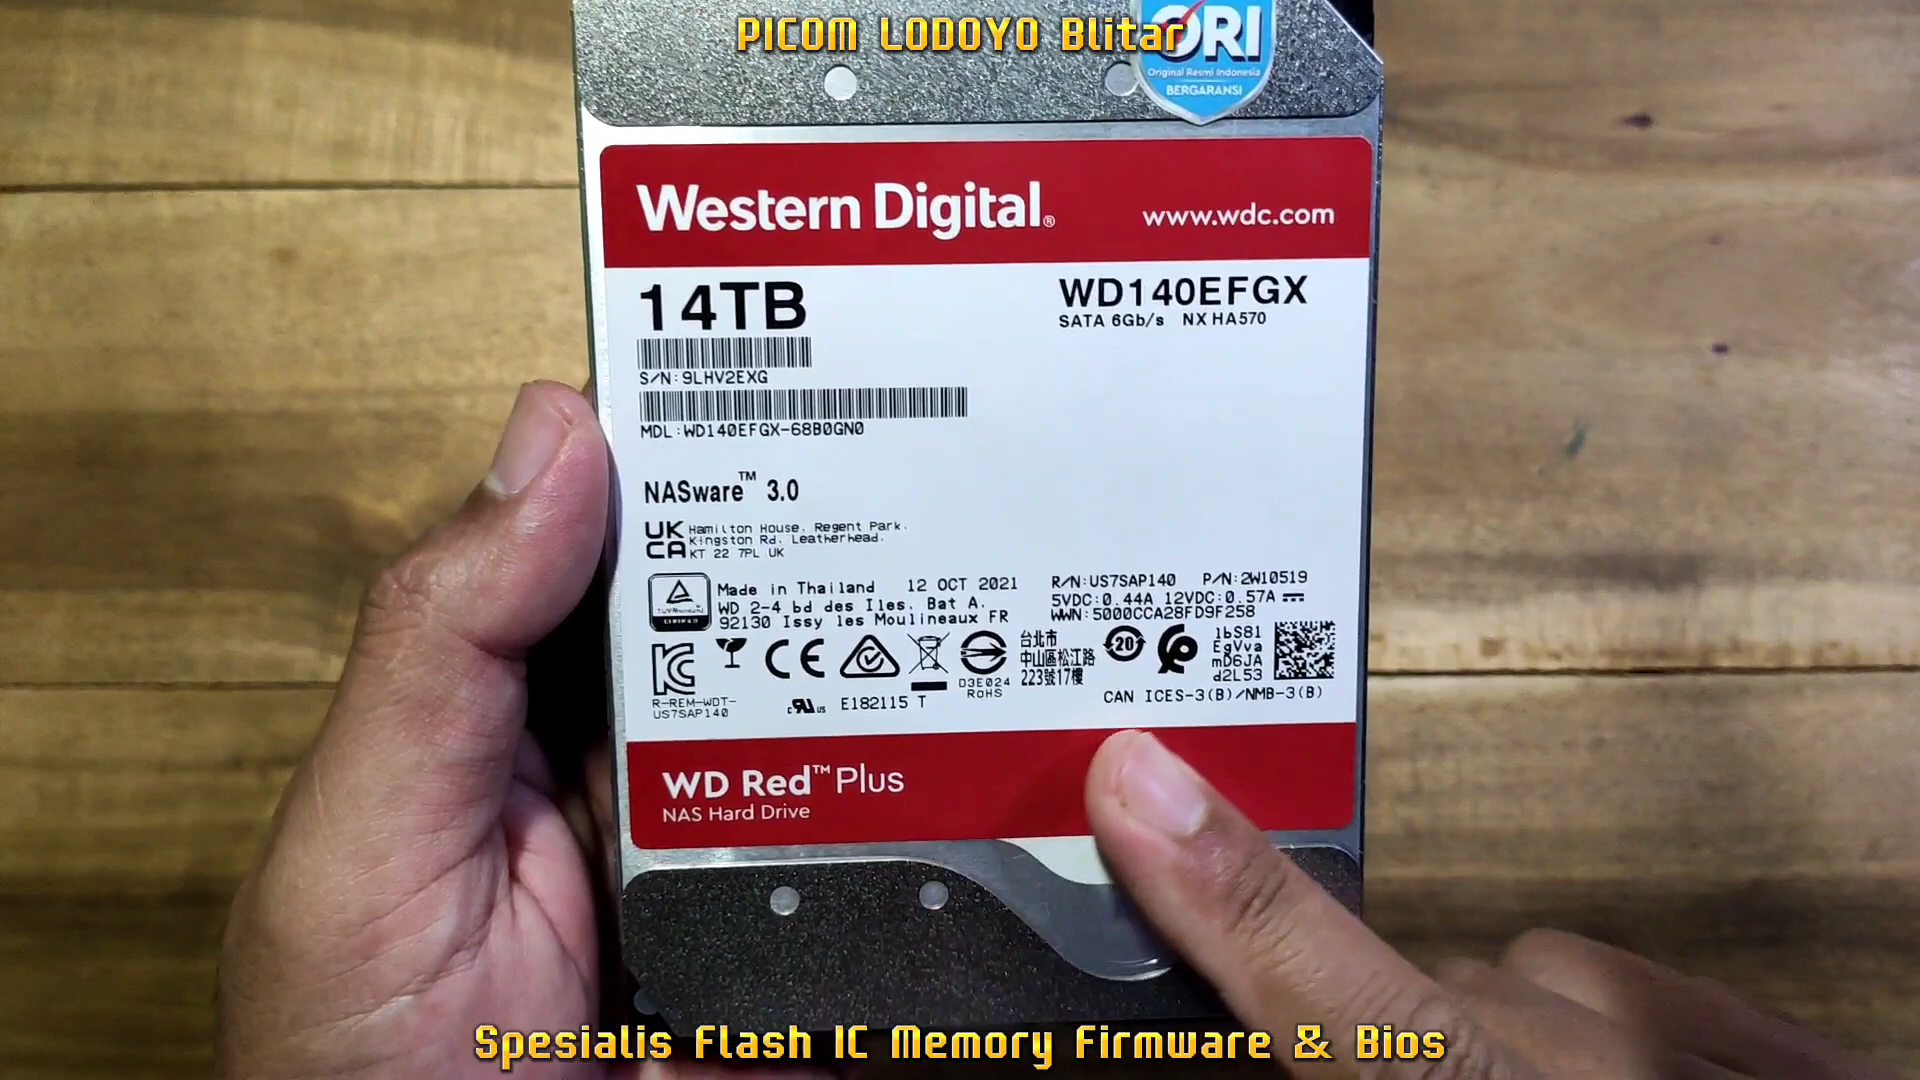 PICOM LODOYO Blitar
ORI
Original Resmi Indonesia
BERGARANSI
Western Digital®
www.wdc.com
14TB
WD140EFGX
SATA 6Gb/s NX HA570
S/N:9LHV2EXG
MDL:WD140EFGX-68B0GN0
NASware™ 3.0
UK
CA
Hamilton House, Regent Park,
Kingston Rd, Leatherhead,
KT 22 7PL UK
Made in Thailand 12 OCT 2021
WD 2-4 bd des Iles, Bat A,
92130 Issy les Moulineaux FR
R/N:US7SAP140 P/N:2W10519
5VDC:0.44A 12VDC:0.57A
WWN:5000CCA28FD9F258
CE
D3E024
RoHS
台北市
中山區松江路
223號17樓
20
1bS81
EgVva
mD6JA
d2L53
R-REM-WDT-
US7SAP140
c RU us E182115 T
CAN ICES-3(B)/NMB-3(B)
WD Red™ Plus
NAS Hard Drive
Spesialis Flash IC Memory Firmware & Bios